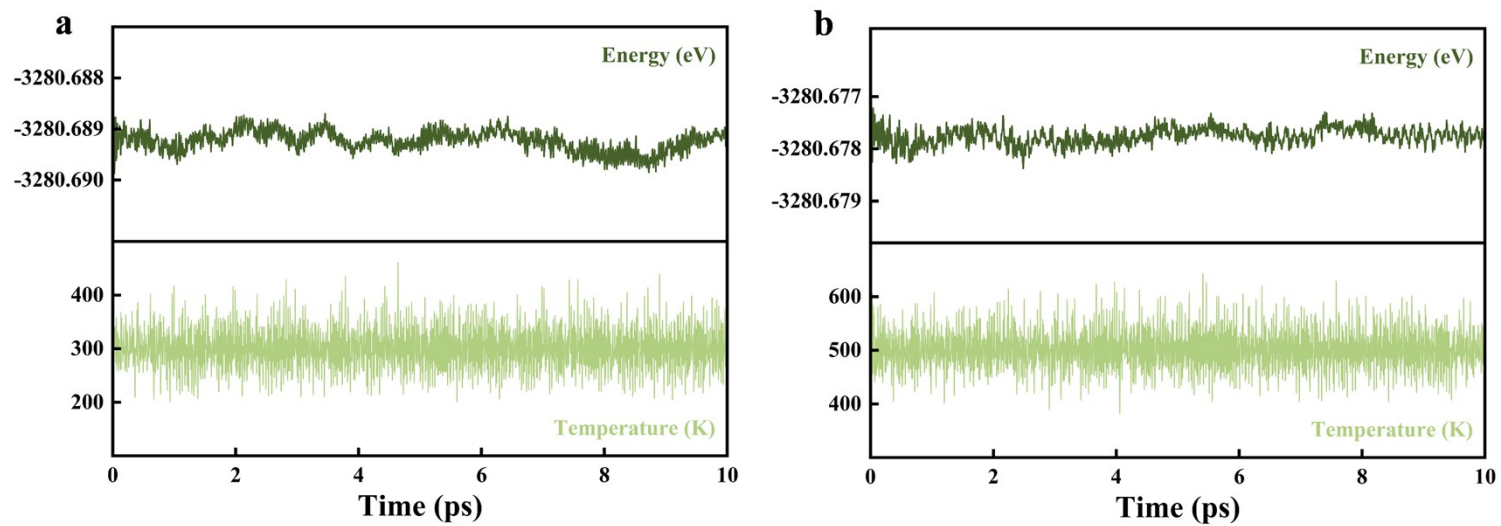 a
Energy (eV)
-3280.688
-3280.689
-3280.690
400
300
200
Temperature (K)
0 2 4 6 8 10
Time (ps)
b
Energy (eV)
-3280.677
-3280.678
-3280.679
600
500
400
Temperature (K)
0 2 4 6 8 10
Time (ps)